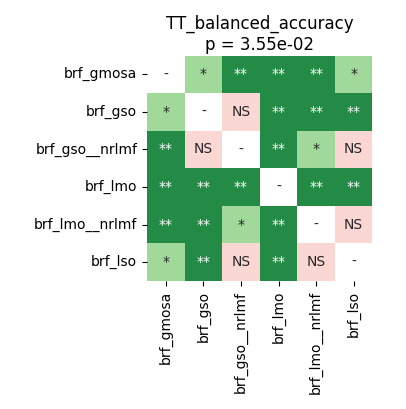 TT_balanced_accuracy
p = 3.55e-02
brf_gmosa - * ** ** ** *
brf_gso * - NS ** ** **
brf_gso__nrlmf ** NS - ** * NS
brf_lmo ** ** ** - ** **
brf_lmo__nrlmf ** ** * ** - NS
brf_lso * ** NS ** NS -
brf_gmosa
brf_gso
brf_gso__nrlmf
brf_lmo
brf_lmo__nrlmf
brf_lso